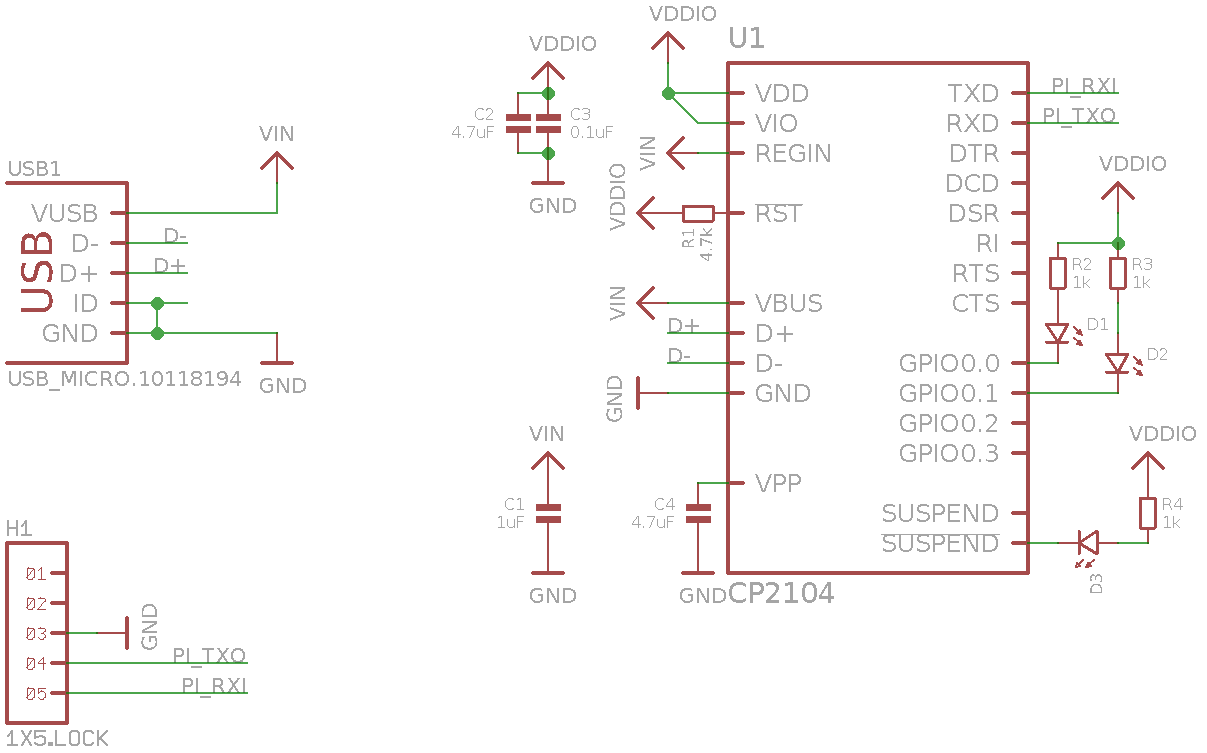 USB1
VUSB
D-
D+
ID
GND
USB
D-
D+
VIN
GND
USB_MICRO.10118194
H1
01
02
03
04
05
GND
PI_TXO
PI_RXI
1X5.LOCK
VDDIO
C2
4.7uF
C3
0.1uF
GND
VIN
C1
1uF
GND
VDDIO
U1
VIN
VDDIO
R1
4.7k
VIN
D+
D-
GND
C4
4.7uF
GND
VDD
VIO
REGIN
RST
VBUS
D+
D-
GND
VPP
TXD
RXD
DTR
DCD
DSR
RI
RTS
CTS
GPIO0.0
GPIO0.1
GPIO0.2
GPIO0.3
SUSPEND
SUSPEND
CP2104
PI_RXI
PI_TXO
VDDIO
R2
1k
R3
1k
D1
D2
VDDIO
R4
1k
D3